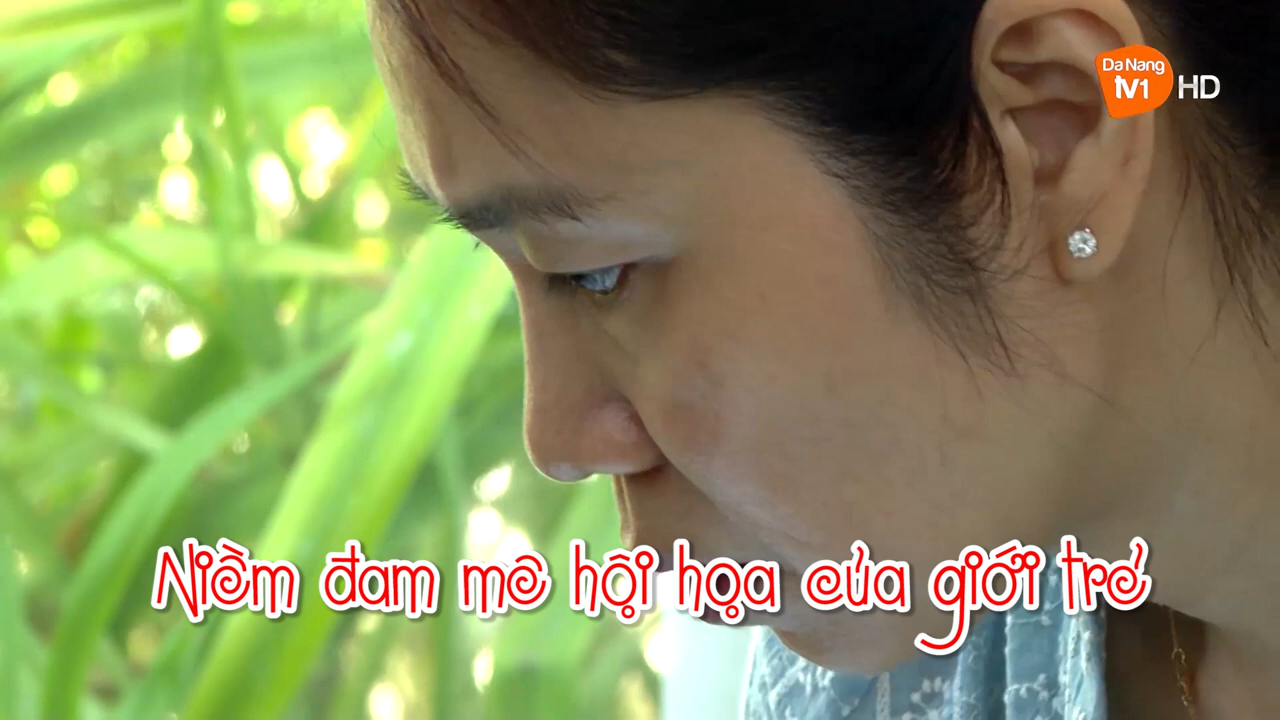 Da Nang
TV1 HD
Niềm đam mê hội họa của giới trẻ